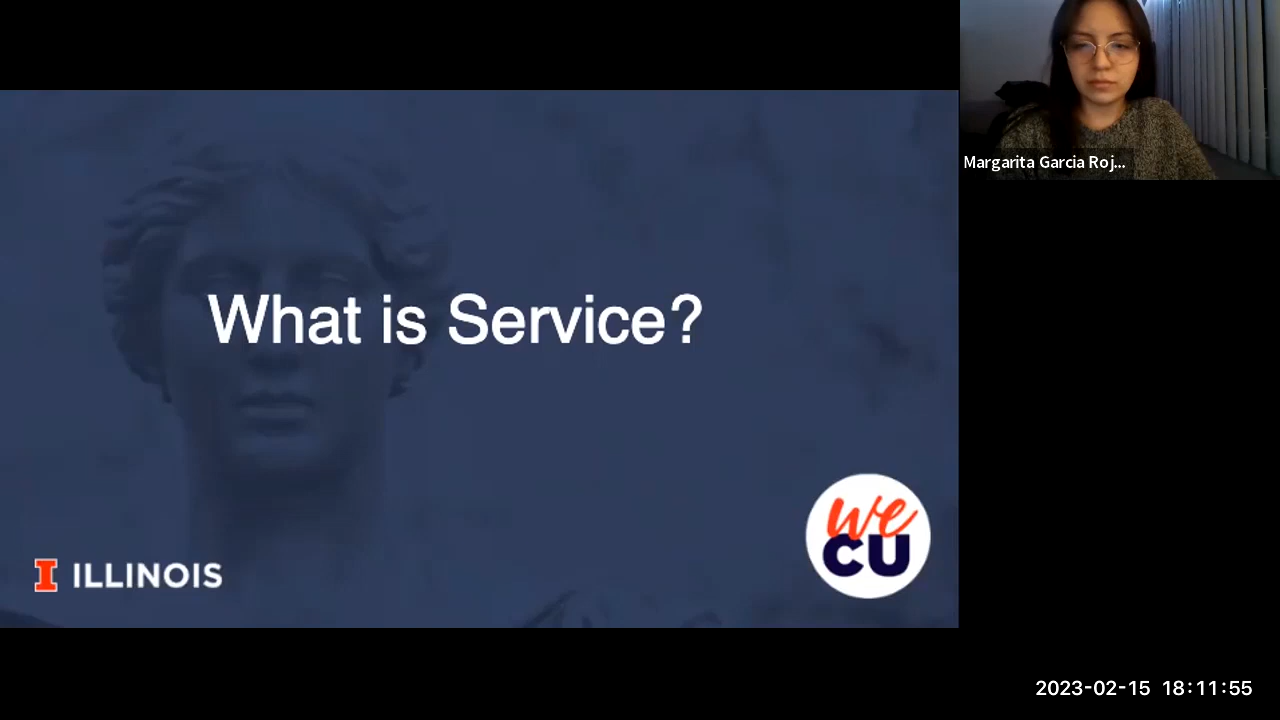 Margarita Garcia Roj...
What is Service?
we
CU
I ILLINOIS
2023-02-15 18:11:55